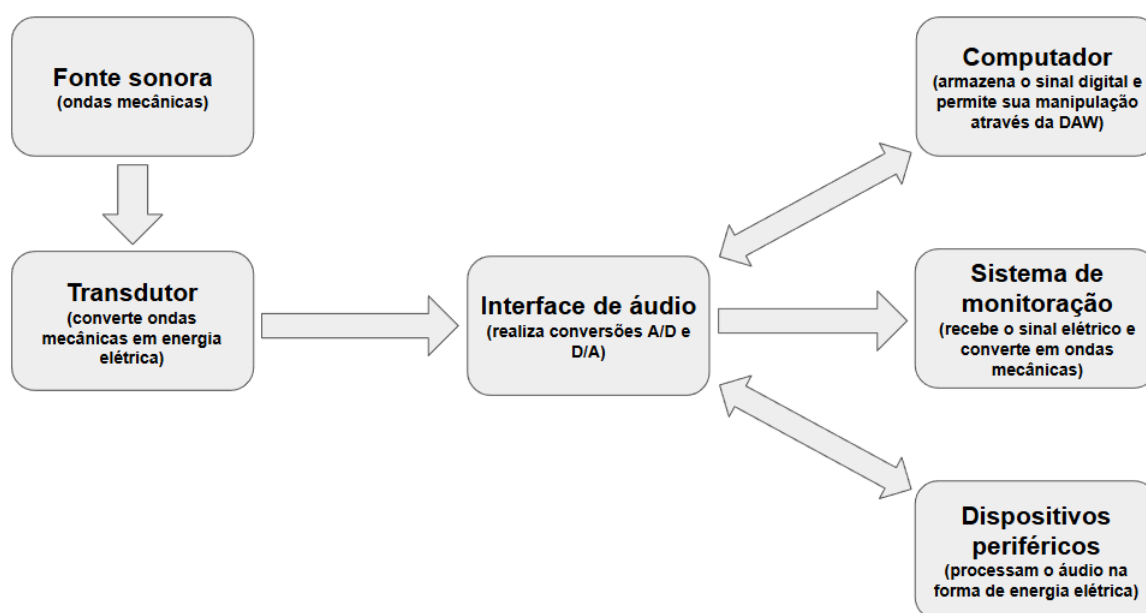 Fonte sonora
(ondas mecânicas)
Transdutor
(converte ondas
mecânicas em energia
elétrica)
Interface de áudio
(realiza conversões A/D e
D/A)
Computador
(armazena o sinal digital e
permite sua manipulação
através da DAW)
Sistema de
monitoração
(recebe o sinal elétrico e
converte em ondas
mecânicas)
Dispositivos
periféricos
(processam o áudio na
forma de energia elétrica)